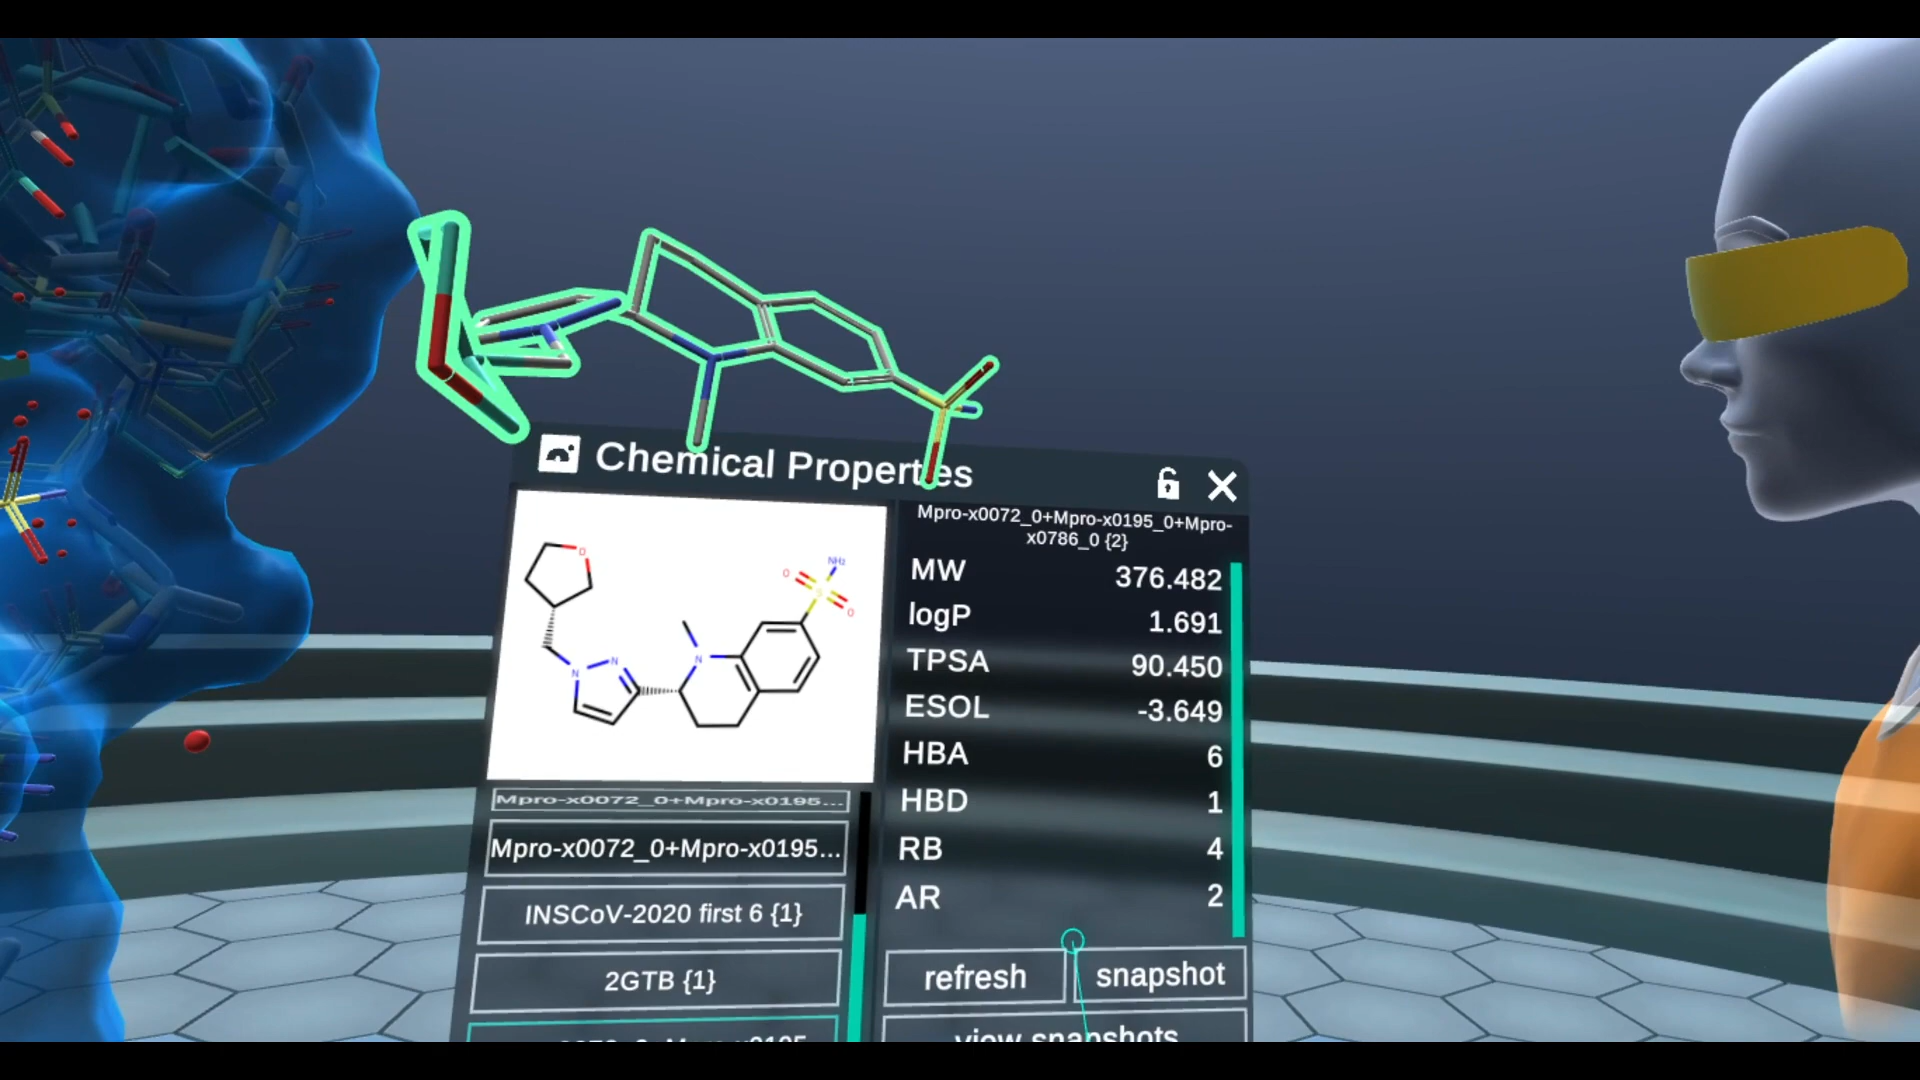 Chemical Properties
O
N
N
N
O
S
O
NH₂
Mpro-x0072_0+Mpro-x0195_0+Mpro-
x0786_0 {2}
MW 376.482
logP 1.691
TPSA 90.450
ESOL -3.649
HBA 6
HBD 1
RB 4
AR 2
Mpro-x0072_0+Mpro-x0195...
Mpro-x0072_0+Mpro-x0195...
INSCoV-2020 first 6 {1}
2GTB {1}
refresh
snapshot
view snapshots